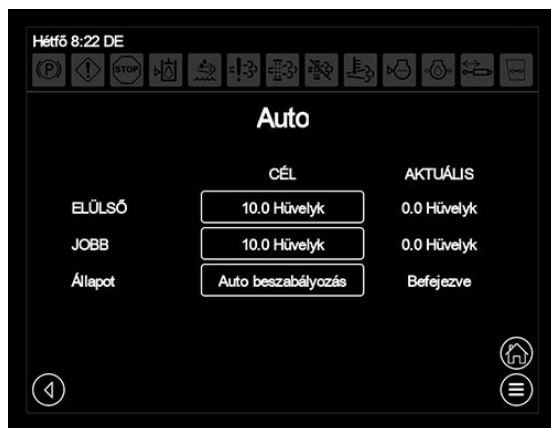 Hétfő 8:22 DE
(P) STOP
Auto
CÉL AKTUÁLIS
ELÜLSŐ 10.0 Hüvelyk 0.0 Hüvelyk
JOBB 10.0 Hüvelyk 0.0 Hüvelyk
Állapot Auto beszabályozás Befejezve